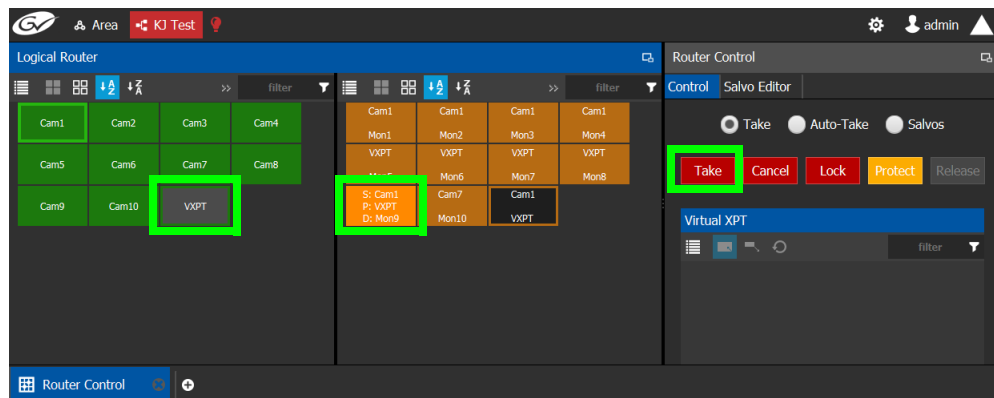 GV Area KJ Test admin
Logical Router
Router Control
filter
filter
Control Salvo Editor
Cam1 Cam2 Cam3 Cam4
Cam5 Cam6 Cam7 Cam8
Cam9 Cam10 VXPT
Cam1 Cam1 Cam1 Cam1
Mon1 Mon2 Mon3 Mon4
VXPT VXPT VXPT VXPT
Mon5 Mon6 Mon7 Mon8
S: Cam1 Cam7 Cam1
P: VXPT
D: Mon9 Mon10 VXPT
Take Auto-Take Salvos
Take Cancel Lock Protect Release
Virtual XPT
filter
Router Control